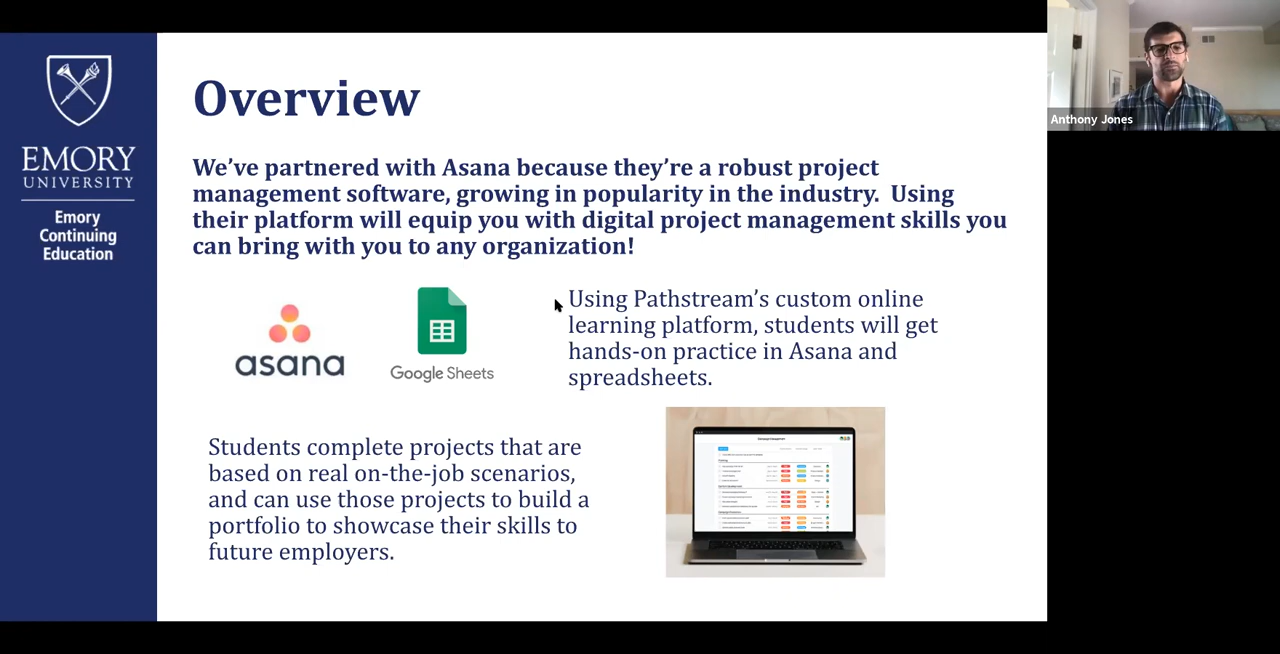 EMORY
UNIVERSITY
Emory
Continuing
Education
Overview
We’ve partnered with Asana because they’re a robust project
management software, growing in popularity in the industry.  Using
their platform will equip you with digital project management skills you
can bring with you to any organization!
asana
Google Sheets
Using Pathstream’s custom online
learning platform, students will get
hands-on practice in Asana and
spreadsheets.
Students complete projects that are
based on real on-the-job scenarios,
and can use those projects to build a
portfolio to showcase their skills to
future employers.
Anthony Jones